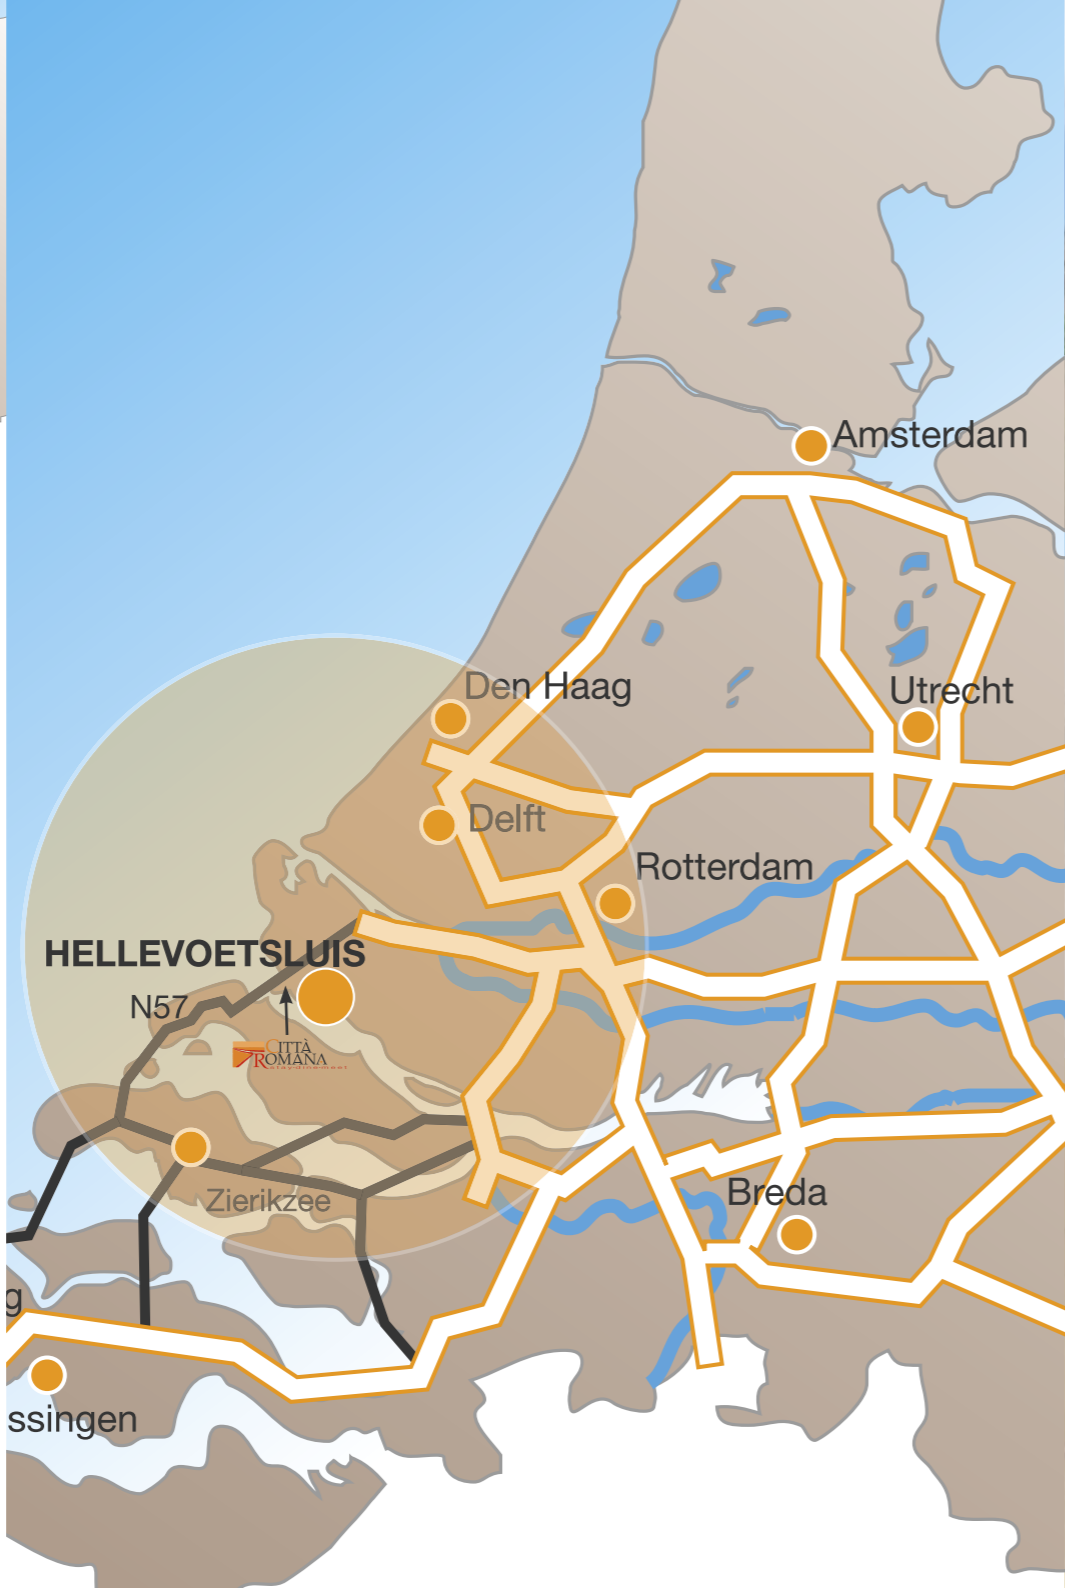 Amsterdam
Den Haag
Utrecht
Delft
Rotterdam
HELLEVOETSLUIS
N57
CITTÀ
ROMANA
Zierikzee
Breda
g
ssingen